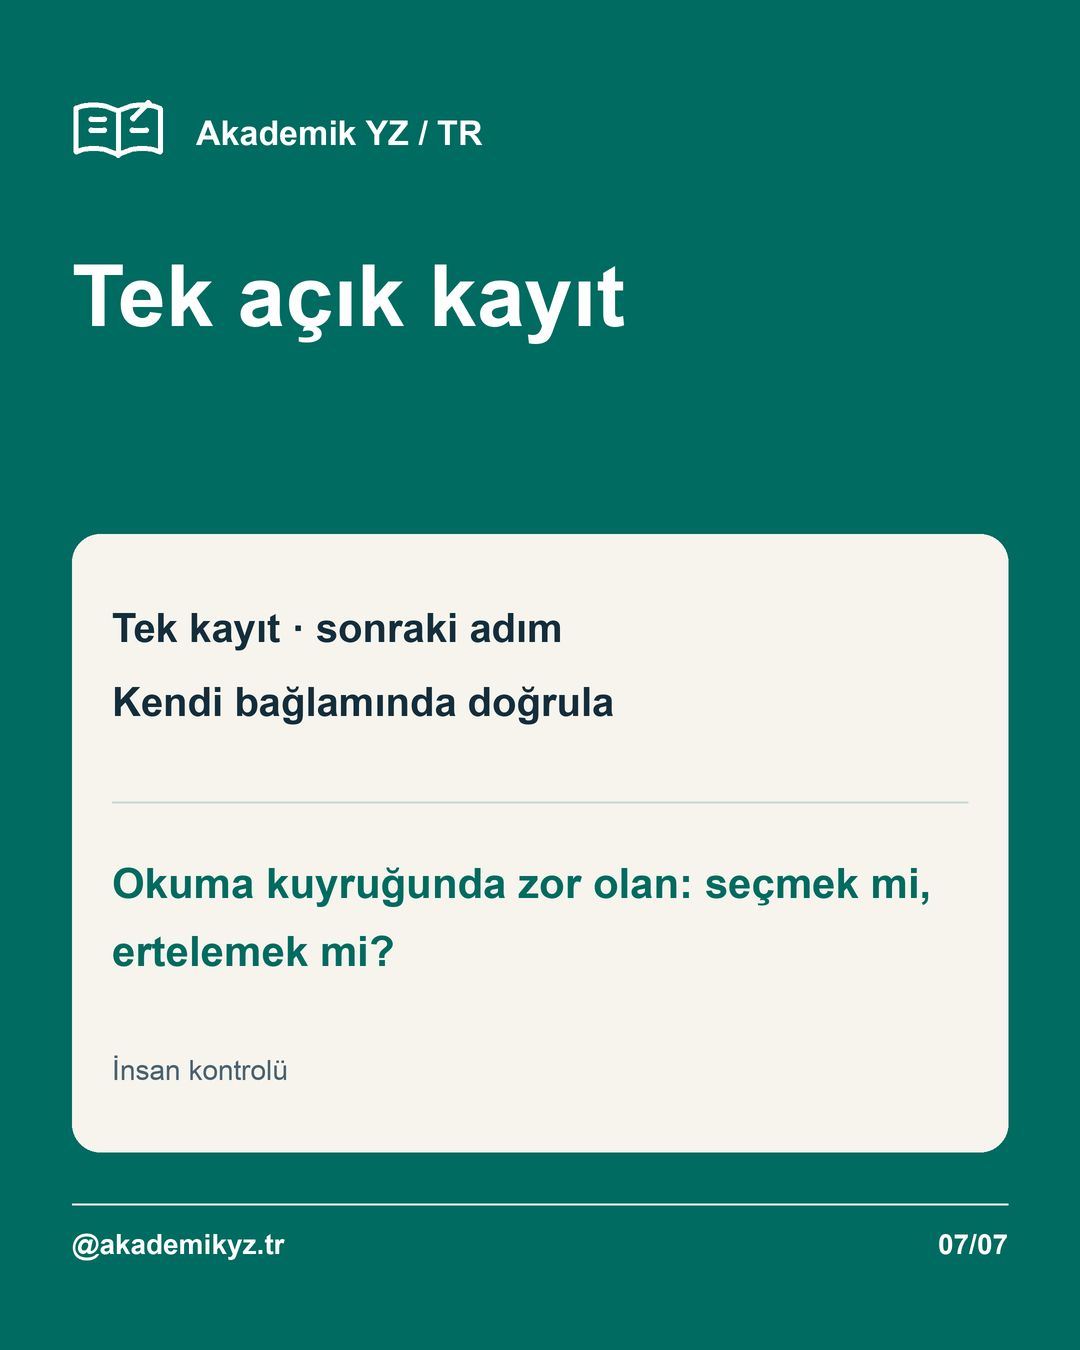 Akademik YZ / TR
Tek açık kayıt
Tek kayıt · sonraki adım
Kendi bağlamında doğrula
Okuma kuyruğunda zor olan: seçmek mi,
ertelemek mi?
İnsan kontrolü
@akademikyz.tr
07/07